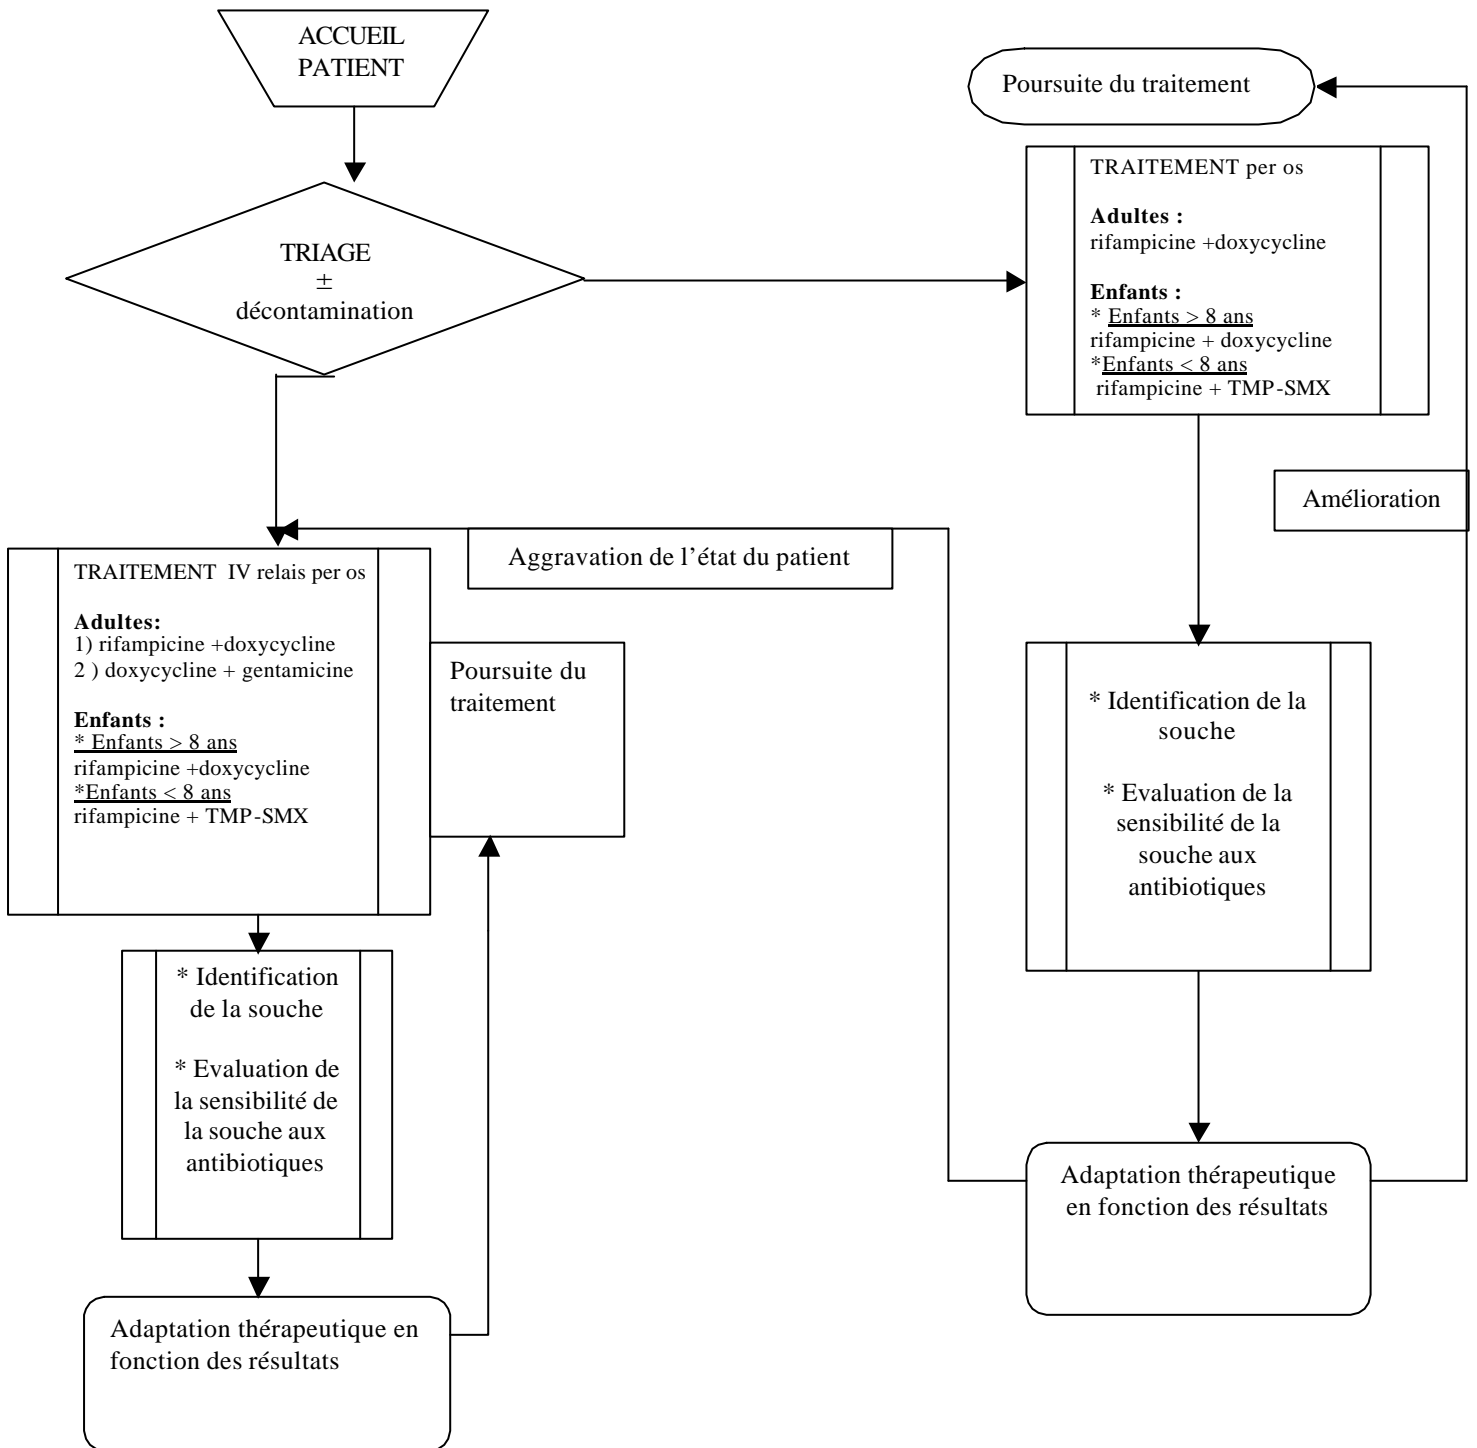 ACCUEIL
PATIENT
Poursuite du traitement
TRIAGE
±
décontamination
TRAITEMENT per os
Adultes :
rifampicine +doxycycline
Enfants :
* Enfants > 8 ans
rifampicine + doxycycline
*Enfants < 8 ans
rifampicine + TMP-SMX
Amélioration
Aggravation de l’état du patient
TRAITEMENT IV relais per os
Adultes:
1) rifampicine +doxycycline
2 ) doxycycline + gentamicine
Enfants :
* Enfants > 8 ans
rifampicine +doxycycline
*Enfants < 8 ans
rifampicine + TMP-SMX
Poursuite du
traitement
* Identification de la
souche
* Evaluation de la
sensibilité de la
souche aux
antibiotiques
* Identification
de la souche
* Evaluation de
la sensibilité de
la souche aux
antibiotiques
Adaptation thérapeutique
en fonction des résultats
Adaptation thérapeutique en
fonction des résultats